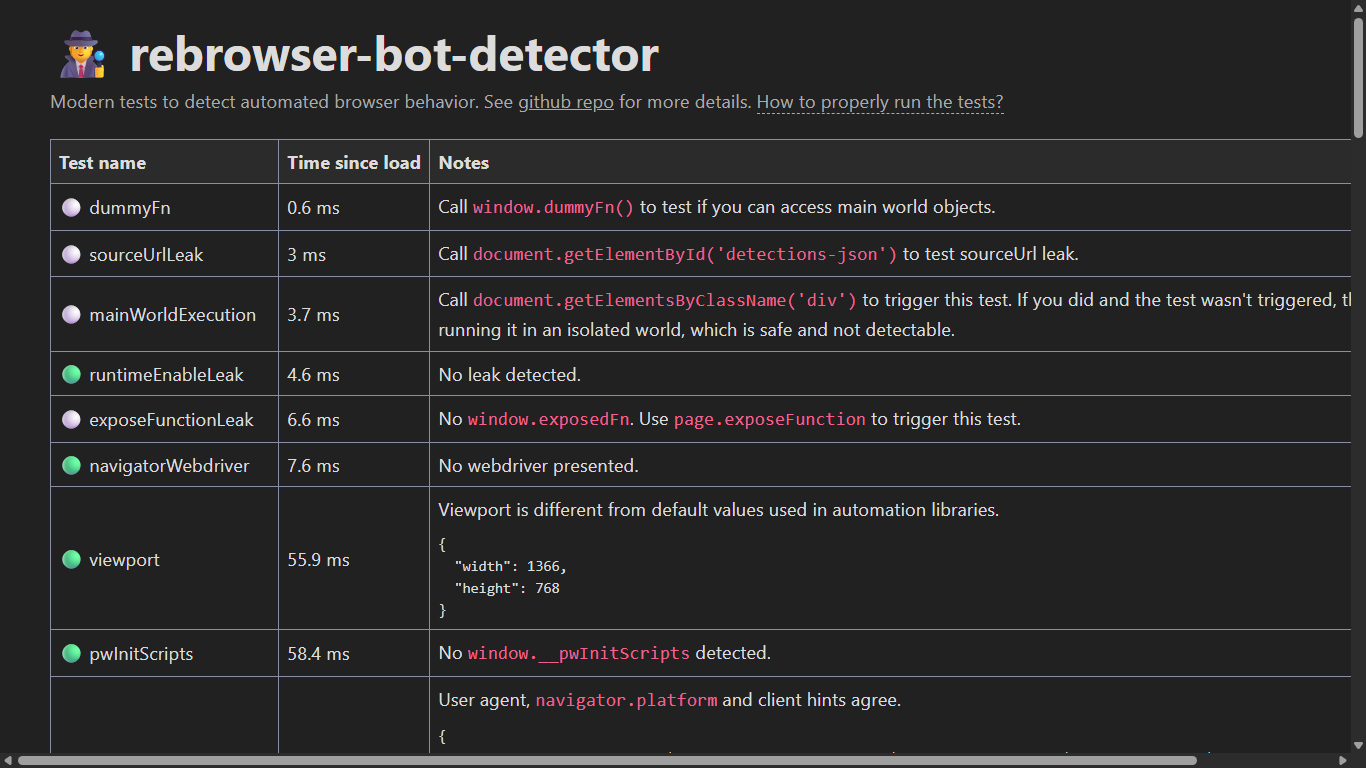 rebrowser-bot-detector
Modern tests to detect automated browser behavior. See github repo for more details. How to properly run the tests?
Test name Time since load Notes
dummyFn 0.6 ms Call window.dummyFn() to test if you can access main world objects.
sourceUrlLeak 3 ms Call document.getElementById('detections-json') to test sourceUrl leak.
mainWorldExecution 3.7 ms Call document.getElementsByClassName('div') to trigger this test. If you did and the test wasn't triggered,
running it in an isolated world, which is safe and not detectable.
runtimeEnableLeak 4.6 ms No leak detected.
exposeFunctionLeak 6.6 ms No window.exposedFn. Use page.exposeFunction to trigger this test.
navigatorWebdriver 7.6 ms No webdriver presented.
viewport 55.9 ms Viewport is different from default values used in automation libraries.
{
"width": 1366,
"height": 768
}
pwInitScripts 58.4 ms No window.__pwInitScripts detected.
User agent, navigator.platform and client hints agree.
{